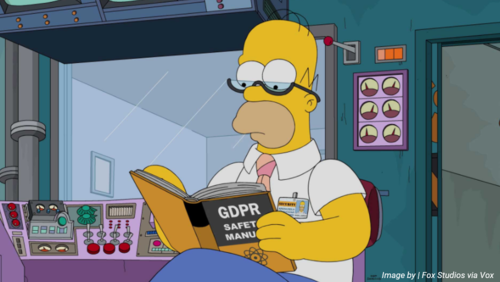 GDPR
SAFETY
MANU
Image by | Fox Studios via Vox